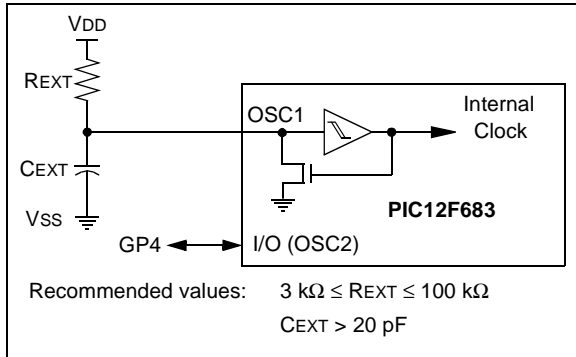 VDD
REXT
OSC1
Internal
Clock
CEXT
PIC12F683
VSS
GP4
I/O (OSC2)
Recommended values: 3 kΩ ≤ REXT ≤ 100 kΩ
CEXT > 20 pF